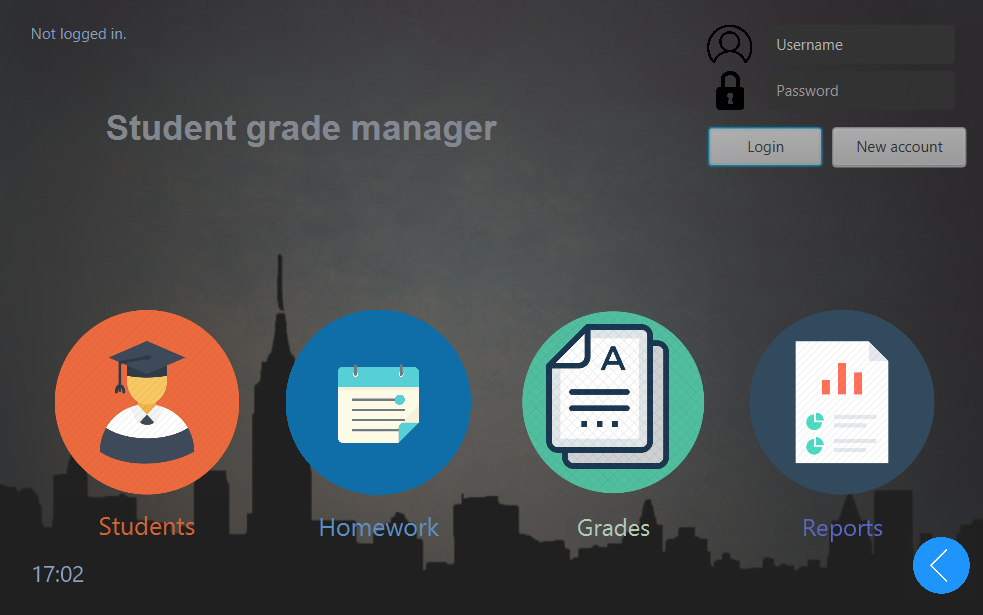 Not logged in.
Username
Password
Student grade manager
Login
New account
A
Students
Homework
Grades
Reports
17:02